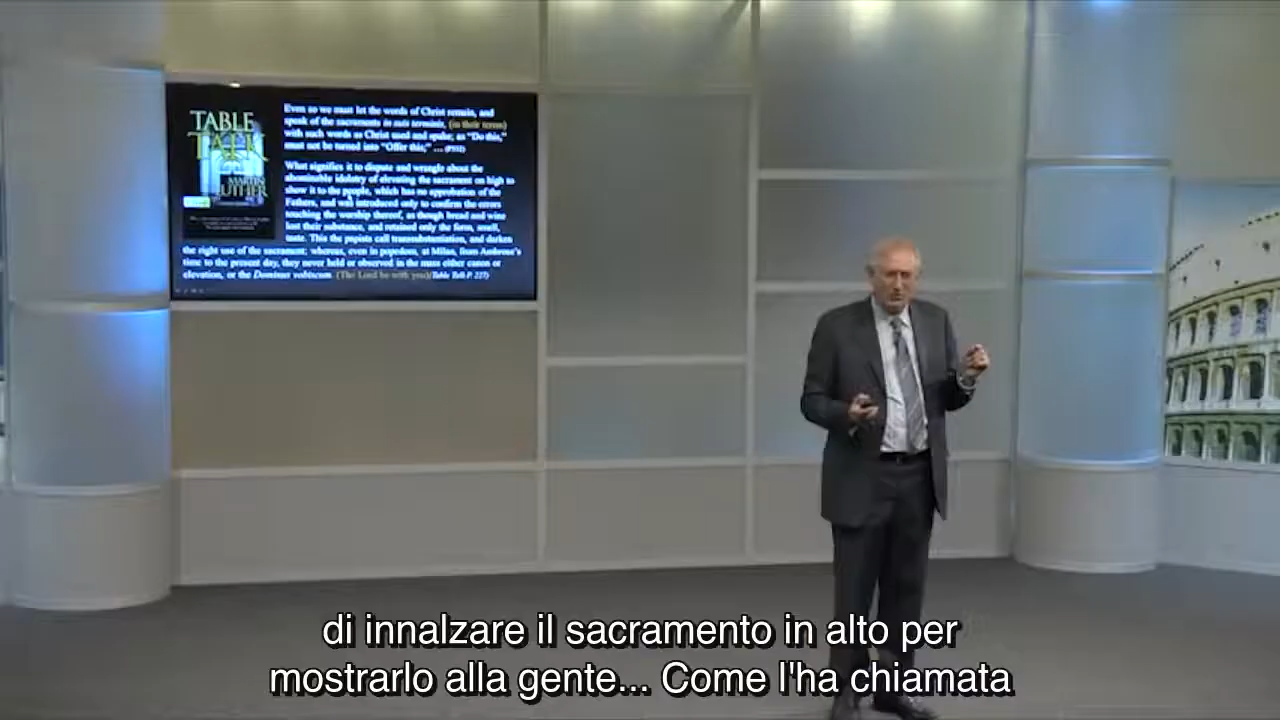 TABLE
TALK
MARTIN
LUTHER
Even so we must let the words of Christ remain, and
speak of the sacraments in suis terminis, (in their terms)
with such words as Christ used and spake; as "Do this,"
must not be turned into "Offer this;" ...
What signifies it to dispute and wrangle about the
abominable idolatry of elevating the sacrament on high to
show it to the people, which has no approbation of the
Fathers, and was introduced only to confirm the errors
touching the worship thereof, as though bread and wine
lost their substance, and retained only the form, smell,
taste. This the papists call transubstantiation, and darken
the right use of the sacrament; whereas, even in popedom, at Milan, from Ambrose's
time to the present day, they never held or observed in the mass either canon or
elevation, or the Dominus vobiscum (The Lord be with you)(Table Talk P. 227)
di innalzare il sacramento in alto per
mostrarlo alla gente... Come l'ha chiamata